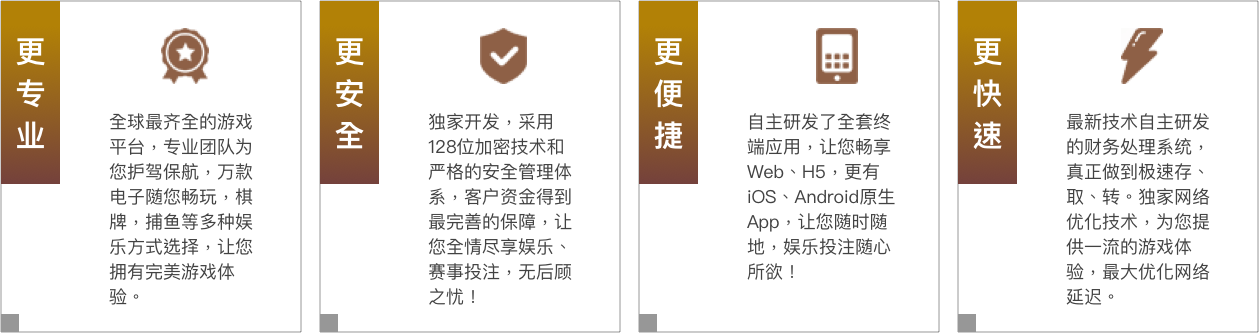 更专业
全球最齐全的游戏
平台，专业团队为
您护驾保航，万款
电子随您畅玩，棋
牌，捕鱼等多种娱
乐方式选择，让您
拥有完美游戏体
验。
更安全
独家开发，采用
128位加密技术和
严格的安全管理体
系，客户资金得到
最完善的保障，让
您全情尽享娱乐、
赛事投注，无后顾
之忧！
更便捷
自主研发了全套终
端应用，让您畅享
Web、H5，更有
iOS、Android原生
App，让您随时随
地，娱乐投注随心
所欲！
更快速
最新技术自主研发
的财务处理系统，
真正做到极速存、
取、转。独家网络
优化技术，为您提
供一流的游戏体
验，最大优化网络
延迟。